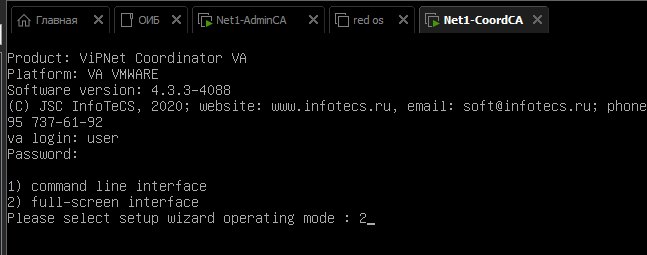 Главная
ОИБ
Net1-AdminCA
red os
Net1-CoordCA
Product: ViPNet Coordinator VA
Platform: VA VMWARE
Software version: 4.3.3-4088
(C) JSC InfoTeCS, 2020; website: www.infotecs.ru, email: soft@infotecs.ru; phone
95 737-61-92
va login: user
Password:
1) command line interface
2) full-screen interface
Please select setup wizard operating mode : 2_